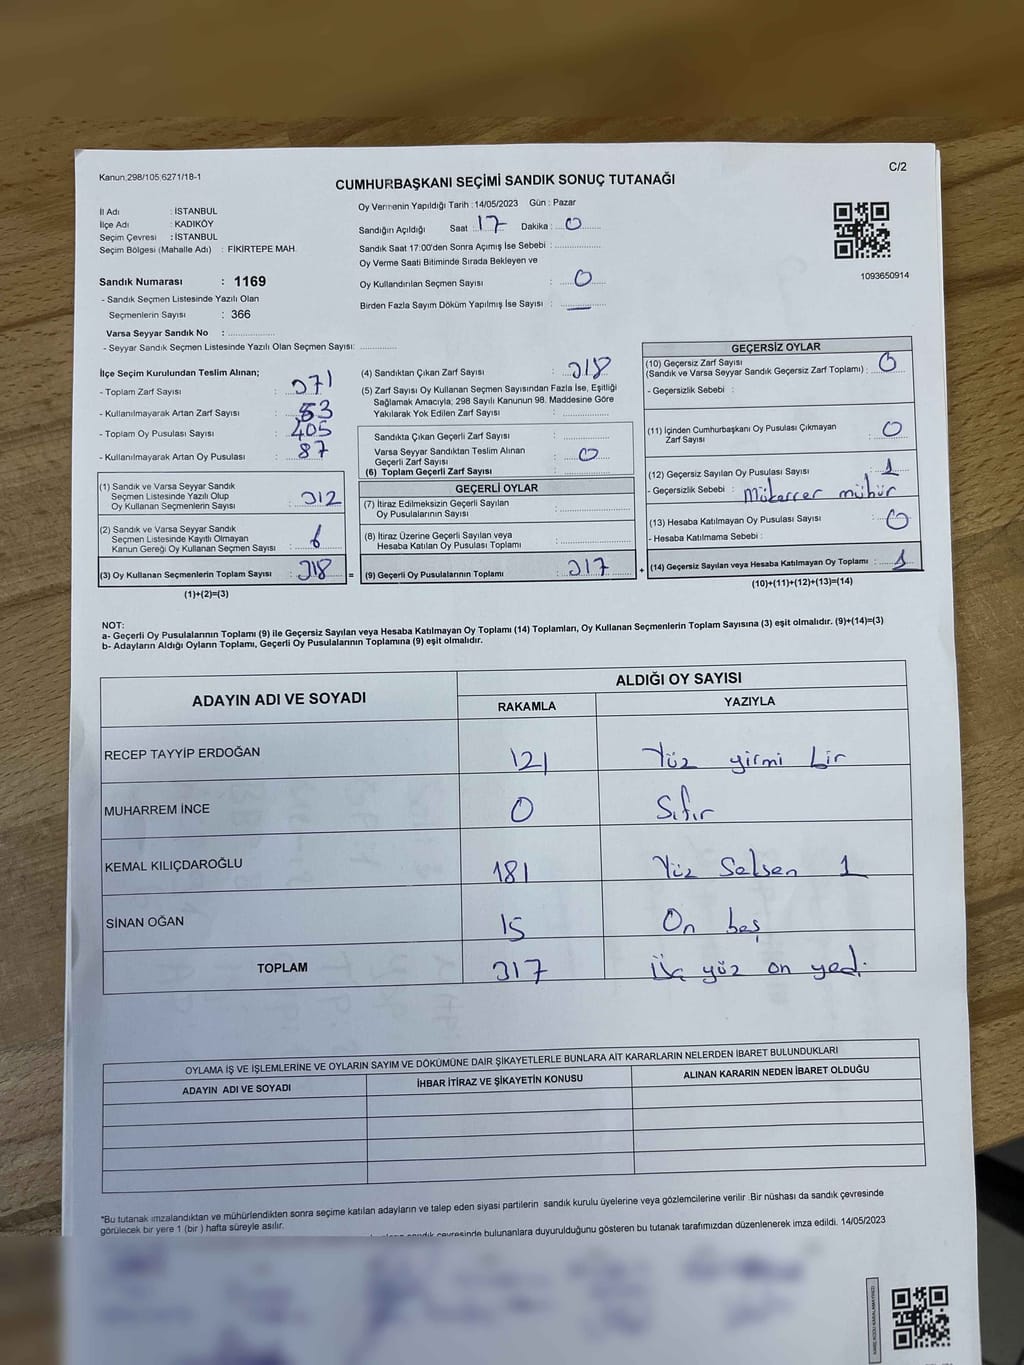 Kanun,298/105,6271/18-1
C/2
CUMHURBAŞKANI SEÇİMİ SANDIK SONUÇ TUTANAĞI
İl Adı : İSTANBUL
İlçe Adı : KADIKÖY
Seçim Çevresi : İSTANBUL
Seçim Bölgesi (Mahalle Adı) : FİKİRTEPE MAH.
Sandık Numarası : 1169
- Sandık Seçmen Listesinde Yazılı Olan
Seçmenlerin Sayısı : 366
Varsa Seyyar Sandık No :
- Seyyar Sandık Seçmen Listesinde Yazılı Olan Seçmen Sayısı:
Oy Vermenin Yapıldığı Tarih :14/05/2023 Gün : Pazar
Sandığın Açıldığı Saat : 17 Dakika : 0
Sandık Saat 17:00'den Sonra Açımış İse Sebebi :
Oy Verme Saati Bitiminde Sırada Bekleyen ve
Oy Kullandırılan Seçmen Sayısı : 0
Birden Fazla Sayım Döküm Yapılmış İse Sayısı : —
1093650914
İlçe Seçim Kurulundan Teslim Alınan;
- Toplam Zarf Sayısı : 371
- Kullanılmayarak Artan Zarf Sayısı : 53
- Toplam Oy Pusulası Sayısı : 405
- Kullanılmayarak Artan Oy Pusulası : 87
(1) Sandık ve Varsa Seyyar Sandık
Seçmen Listesinde Yazılı Olup
Oy Kullanan Seçmenlerin Sayısı : 312
(2) Sandık ve Varsa Seyyar Sandık
Seçmen Listesinde Kayıtlı Olmayan
Kanun Gereği Oy Kullanan Seçmen Sayısı : 6
(3) Oy Kullanan Seçmenlerin Toplam Sayısı : 318 =
(1)+(2)=(3)
(4) Sandıktan Çıkan Zarf Sayısı : 318
(5) Zarf Sayısı Oy Kullanan Seçmen Sayısından Fazla İse, Eşitliği
Sağlamak Amacıyla; 298 Sayılı Kanunun 98. Maddesine Göre
Yakılarak Yok Edilen Zarf Sayısı :
Sandıkta Çıkan Geçerli Zarf Sayısı :
Varsa Seyyar Sandıktan Teslim Alınan
Geçerli Zarf Sayısı : 0
(6) Toplam Geçerli Zarf Sayısı :
GEÇERLİ OYLAR
(7) İtiraz Edilmeksizin Geçerli Sayılan
Oy Pusulalarının Sayısı :
(8) İtiraz Üzerine Geçerli Sayılan veya
Hesaba Katılan Oy Pusulası Toplamı :
(9) Geçerli Oy Pusulalarının Toplamı : 317 +
GEÇERSİZ OYLAR
(10) Geçersiz Zarf Sayısı
(Sandık ve Varsa Seyyar Sandık Geçersiz Zarf Toplamı) : 0
- Geçersizlik Sebebi :
(11) İçinden Cumhurbaşkanı Oy Pusulası Çıkmayan
Zarf Sayısı : 0
(12) Geçersiz Sayılan Oy Pusulası Sayısı : 1
- Geçersizlik Sebebi : Mükerrer mühür
(13) Hesaba Katılmayan Oy Pusulası Sayısı : 0
- Hesaba Katılmama Sebebi :
(14) Geçersiz Sayılan veya Hesaba Katılmayan Oy Toplamı : 1
(10)+(11)+(12)+(13)=(14)
NOT:
a- Geçerli Oy Pusulalarının Toplamı (9) ile Geçersiz Sayılan veya Hesaba Katılmayan Oy Toplamı (14) Toplamları, Oy Kullanan Seçmenlerin Toplam Sayısına (3) eşit olmalıdır. (9)+(14)=(3)
b- Adayların Aldığı Oyların Toplamı, Geçerli Oy Pusulalarının Toplamına (9) eşit olmalıdır.
ADAYIN ADI VE SOYADI
ALDIĞI OY SAYISI
RAKAMLA YAZIYLA
RECEP TAYYİP ERDOĞAN 121 Yüz yirmi bir
MUHARREM İNCE 0 Sıfır
KEMAL KILIÇDAROĞLU 181 Yüz Seksen 1
SİNAN OĞAN 15 On beş
TOPLAM 317 Üç yüz on yedi
OYLAMA İŞ VE İŞLEMLERİNE VE OYLARIN SAYIM VE DÖKÜMÜNE DAİR ŞİKAYETLERLE BUNLARA AİT KARARLARIN NELERDEN İBARET BULUNDUKLARI
ADAYIN ADI VE SOYADI İHBAR İTİRAZ VE ŞİKAYETİN KONUSU ALINAN KARARIN NEDEN İBARET OLDUĞU
*Bu tutanak imzalandıktan ve mühürlendikten sonra seçime katılan adayların ve talep eden siyasi partilerin sandık kurulu üyelerine veya gözlemcilerine verilir .Bir nüshası da sandık çevresinde
görülecek bir yere 1 (bir ) hafta süreyle asılır.
sandık çevresinde bulunanlara duyurulduğunu gösteren bu tutanak tarafımızdan düzenlenerek imza edildi. 14/05/2023